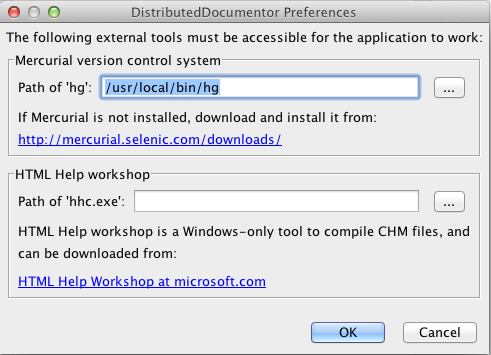 DistributedDocumentor Preferences
The following external tools must be accessible for the application to work:
Mercurial version control system
Path of 'hg': /usr/local/bin/hg ...
If Mercurial is not installed, download and install it from:
http://mercurial.selenic.com/downloads/
HTML Help workshop
Path of 'hhc.exe': ...
HTML Help workshop is a Windows-only tool to compile CHM files, and
can be downloaded from:
HTML Help Workshop at microsoft.com
OK Cancel